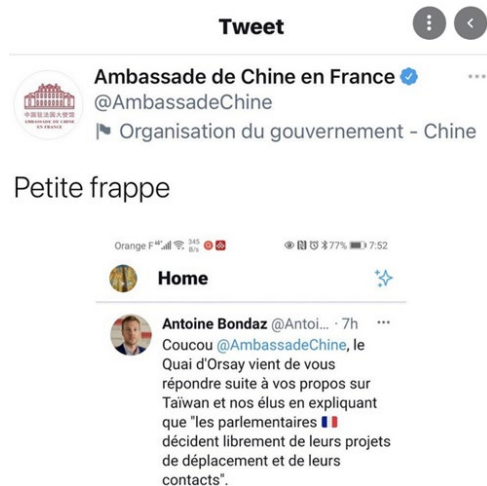 Tweet
Ambassade de Chine en France
@AmbassadeChine
Organisation du gouvernement - Chine
Petite frappe
Orange F 77% 7:52
Home
Antoine Bondaz @Antoi... · 7h
Coucou @AmbassadeChine, le
Quai d'Orsay vient de vous
répondre suite à vos propos sur
Taïwan et nos élus en expliquant
que "les parlementaires 🇫🇷
décident librement de leurs projets
de déplacement et de leurs
contacts".